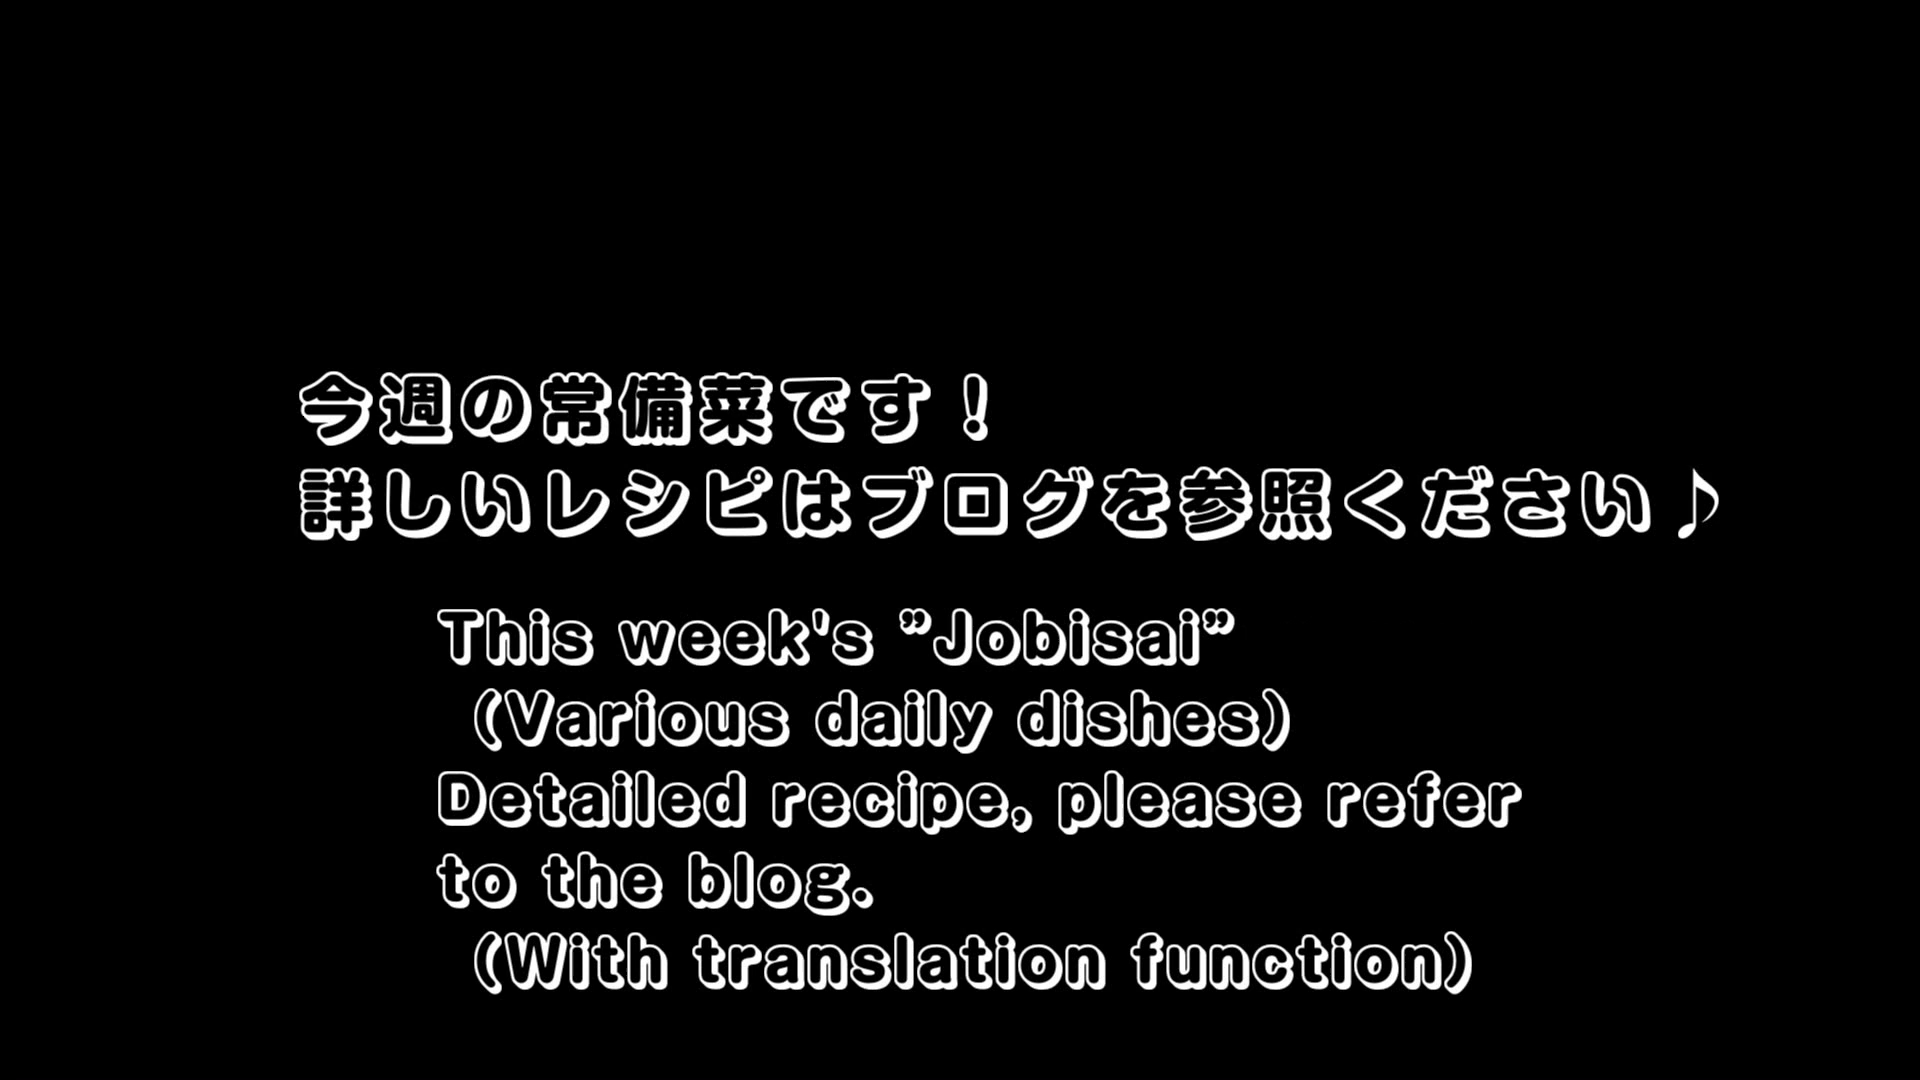 今週の常備菜です！
詳しいレシピはブログを参照ください♪
This week's ”Jobisai”
(Various daily dishes)
Detailed recipe, please refer
to the blog.
(With translation function)